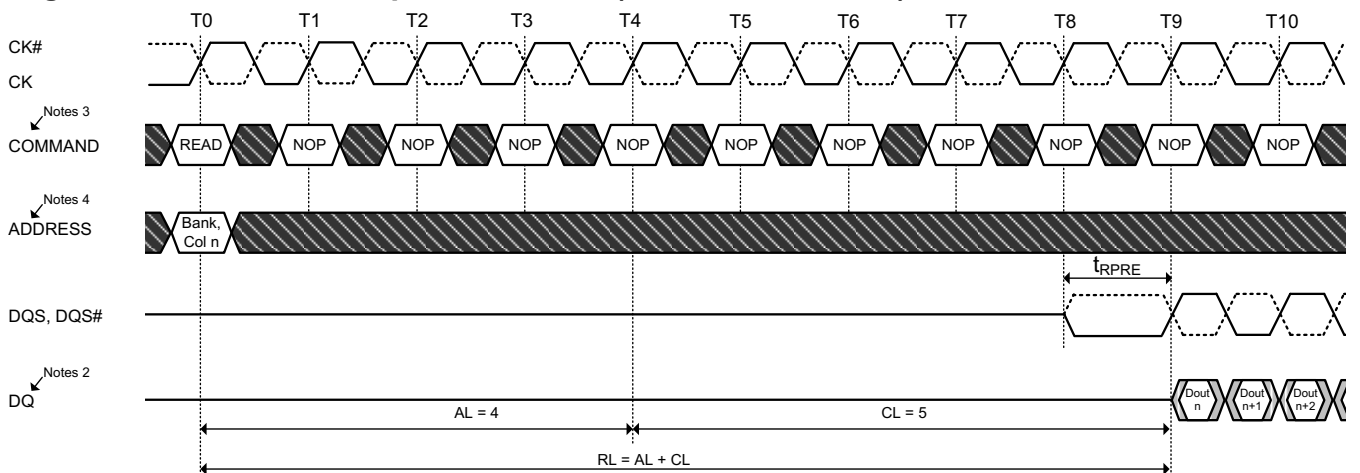 T0 T1 T2 T3 T4 T5 T6 T7 T8 T9 T10
CK#
CK
Notes 3
COMMAND
READ NOP NOP NOP NOP NOP NOP NOP NOP NOP NOP
Notes 4
ADDRESS
Bank,
Col n
tRPRE
DQS, DQS#
Notes 2
DQ
Dout
n
Dout
n+1
Dout
n+2
AL = 4
CL = 5
RL = AL + CL